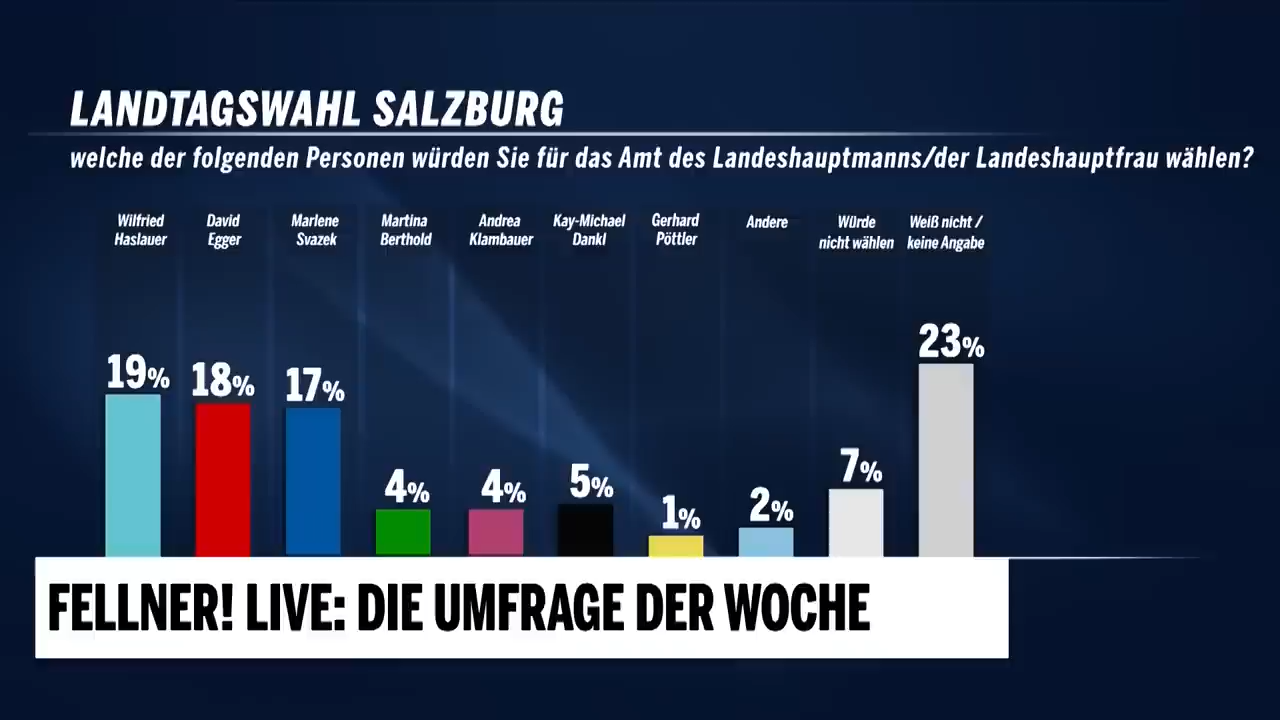 LANDTAGSWAHL SALZBURG
welche der folgenden Personen würden Sie für das Amt des Landeshauptmanns/der Landeshauptfrau wählen?
Wilfried
Haslauer
David
Egger
Marlene
Svazek
Martina
Berthold
Andrea
Klambauer
Kay-Michael
Dankl
Gerhard
Pöttler
Andere
Würde
nicht wählen
Weiß nicht /
keine Angabe
19%
18%
17%
4%
4%
5%
1%
2%
7%
23%
FELLNER! LIVE: DIE UMFRAGE DER WOCHE